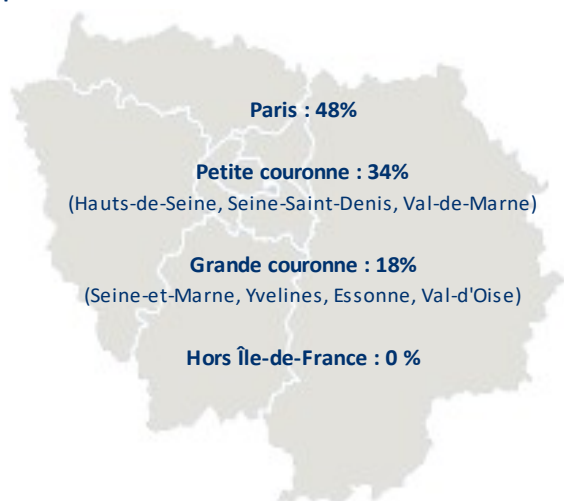 Paris : 48%
Petite couronne : 34%
(Hauts-de-Seine, Seine-Saint-Denis, Val-de-Marne)
Grande couronne : 18%
(Seine-et-Marne, Yvelines, Essonne, Val-d'Oise)
Hors Île-de-France : 0 %